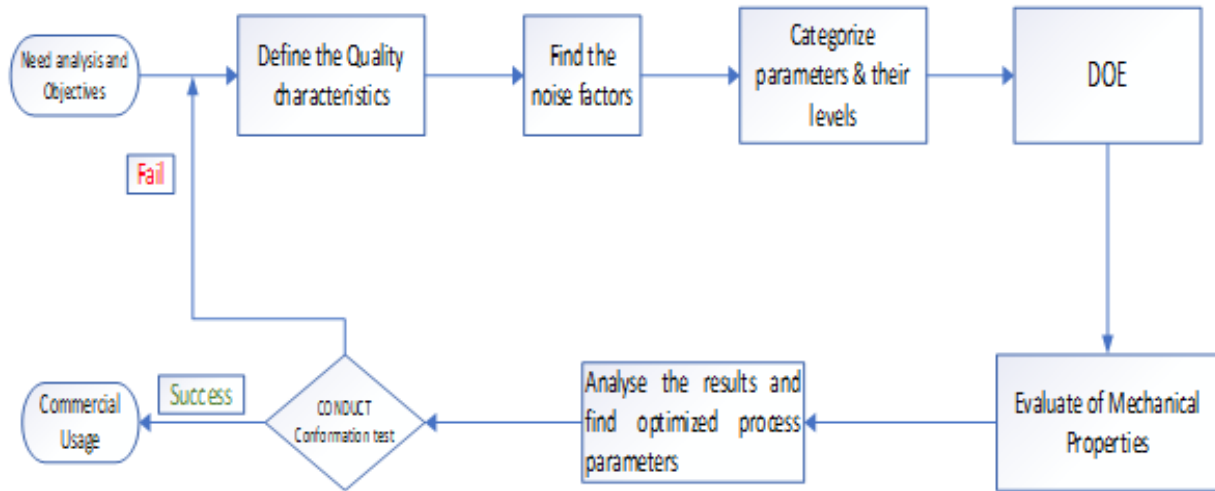 Need analysis and
Objectives
Define the Quality
characteristics
Find the
noise factors
Categorize
parameters & their
levels
DOE
Fail
Commercial
Usage
Success
CONDUCT
Conformation test
Analyse the results and
find optimized process
parameters
Evaluate of Mechanical
Properties